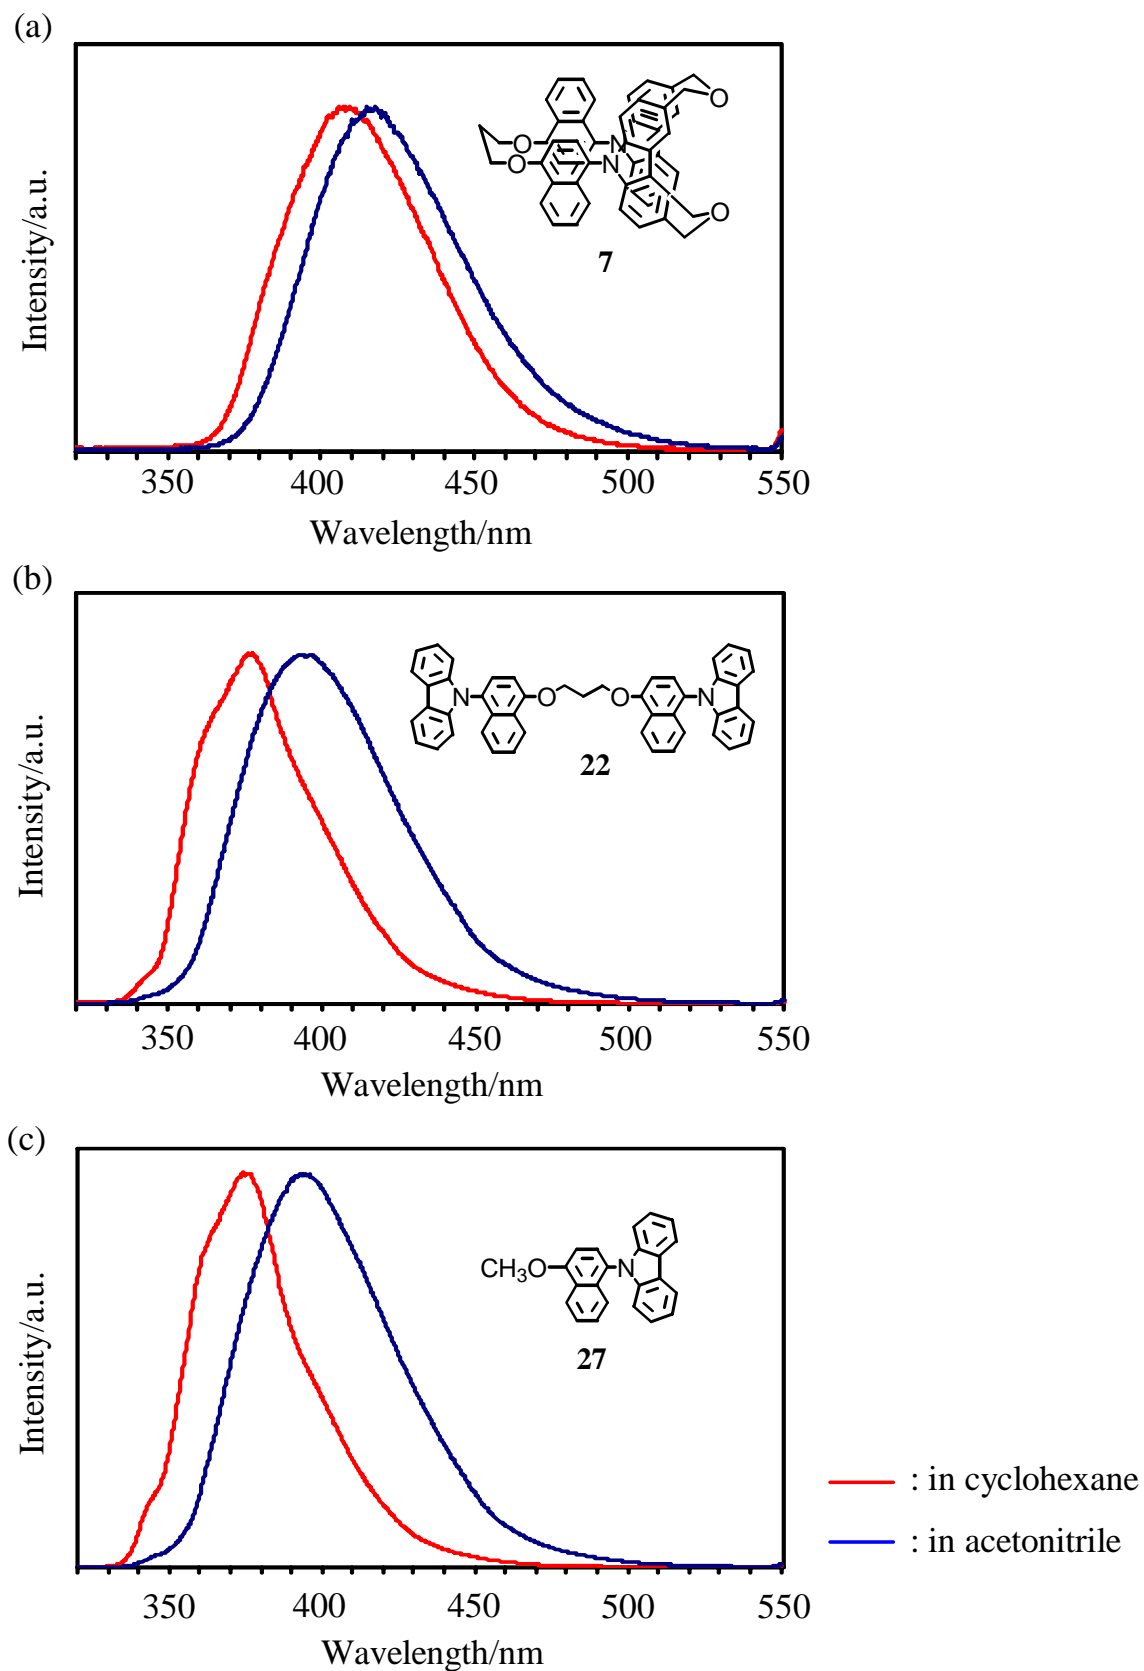 (a)
Intensity/a.u.
O
O
N
N
O
O
7
350 400 450 500 550
Wavelength/nm
(b)
Intensity/a.u.
N
O
O
N
22
350 400 450 500 550
Wavelength/nm
(c)
Intensity/a.u.
CH3O
N
27
350 400 450 500 550
Wavelength/nm
: in cyclohexane
: in acetonitrile